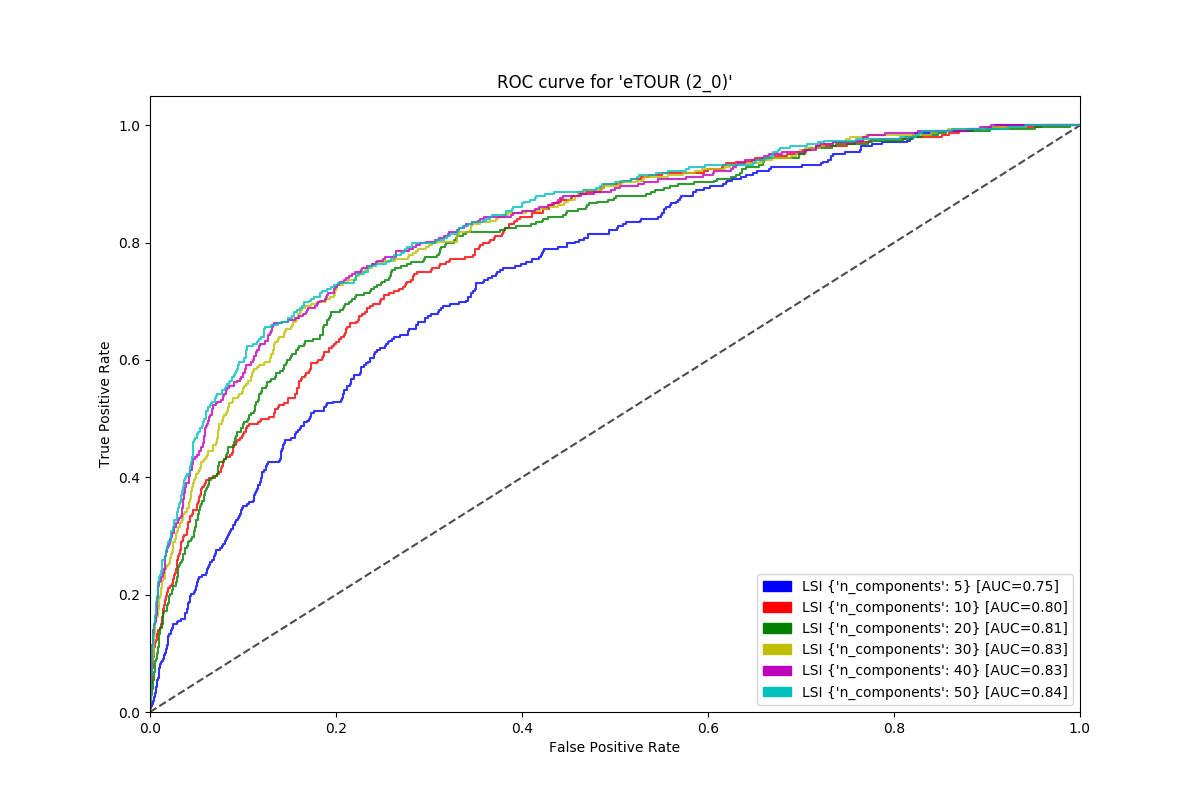 ROC curve for 'eTOUR (2_0)'
1.0
0.8
0.6
0.4
0.2
0.0
True Positive Rate
LSI {'n_components': 5} [AUC=0.75]
LSI {'n_components': 10} [AUC=0.80]
LSI {'n_components': 20} [AUC=0.81]
LSI {'n_components': 30} [AUC=0.83]
LSI {'n_components': 40} [AUC=0.83]
LSI {'n_components': 50} [AUC=0.84]
0.0 0.2 0.4 0.6 0.8 1.0
False Positive Rate